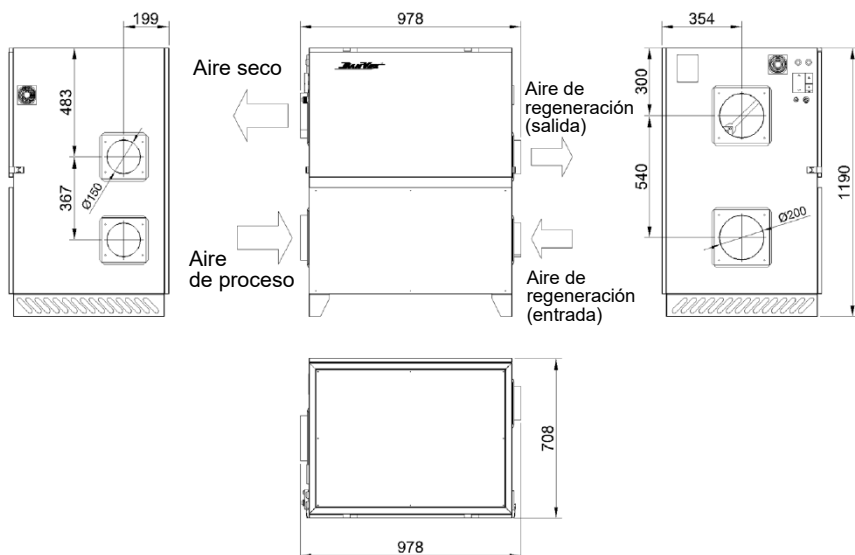 199
978
354
Aire seco
483
367
Ø150
Aire
de proceso
Aire de
regeneración
(salida)
Aire de
regeneración
(entrada)
300
540
Ø200
1190
708
978